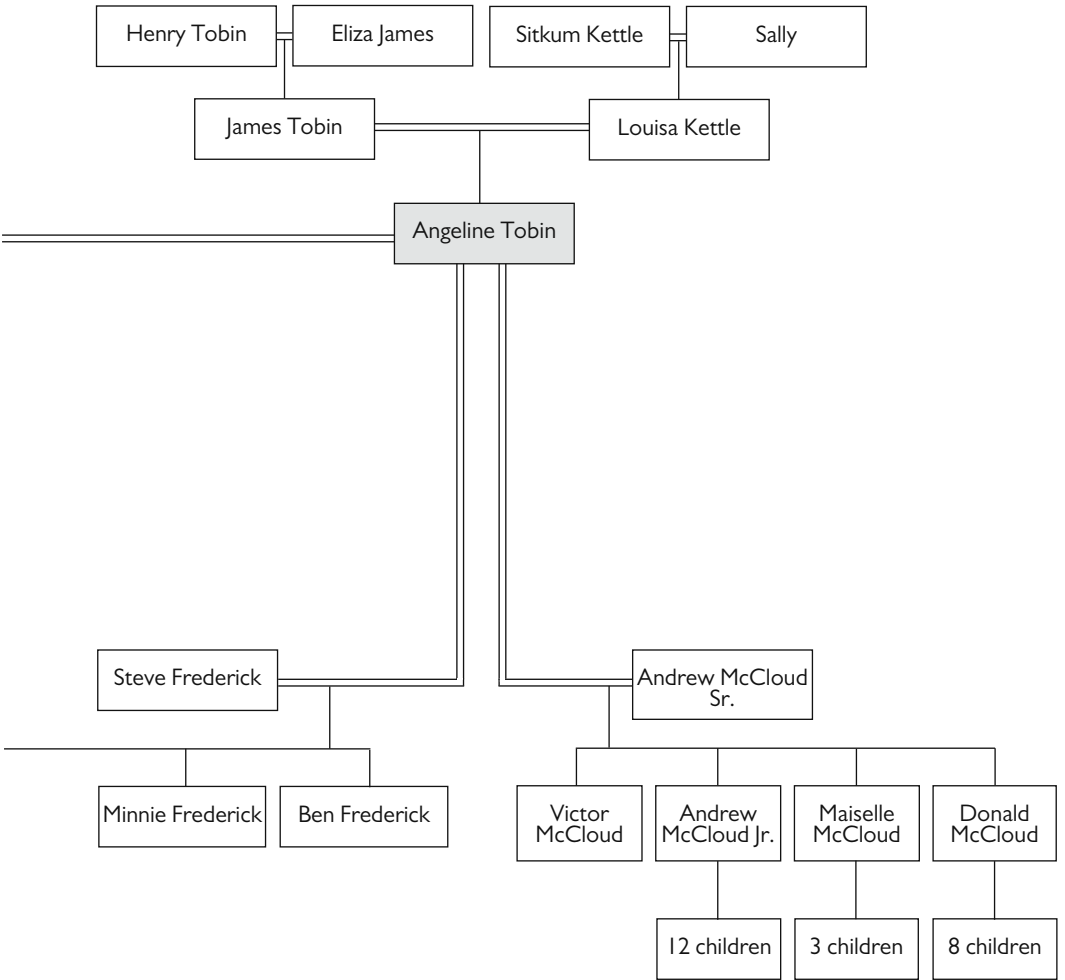 Henry Tobin
Eliza James
Sitkum Kettle
Sally
James Tobin
Louisa Kettle
Angeline Tobin
Steve Frederick
Andrew McCloud
Sr.
Minnie Frederick
Ben Frederick
Victor
McCloud
Andrew
McCloud Jr.
Maiselle
McCloud
Donald
McCloud
12 children
3 children
8 children